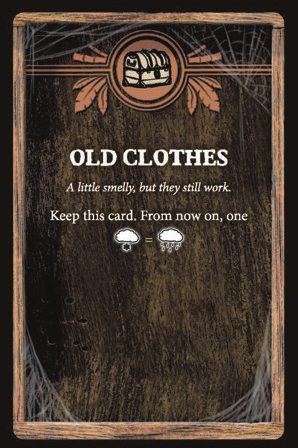 OLD CLOTHES
A little smelly, but they still work.
Keep this card. From now on, one
=